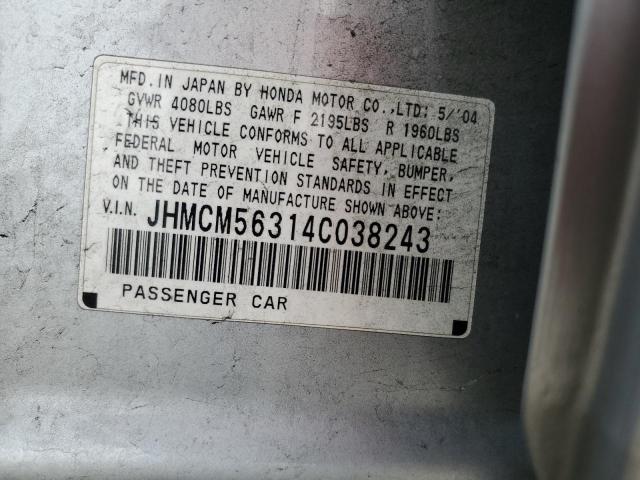 MFD. IN JAPAN BY HONDA MOTOR CO.,LTD: 5/'04
GVWR 4080LBS GAWR F 2195LBS R 1960LBS
THIS VEHICLE CONFORMS TO ALL APPLICABLE
FEDERAL MOTOR VEHICLE SAFETY, BUMPER,
AND THEFT PREVENTION STANDARDS IN EFFECT
ON THE DATE OF MANUFACTURE SHOWN ABOVE:
V.I.N. JHMCM56314C038243
PASSENGER CAR